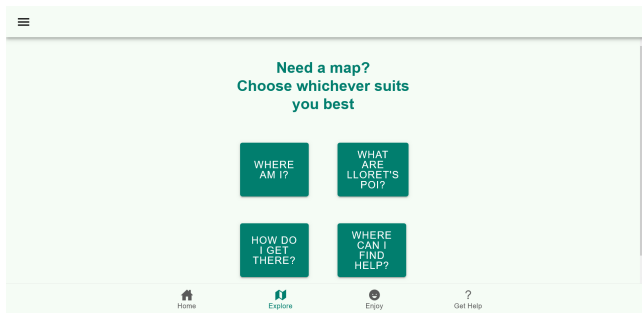 Need a map?
Choose whichever suits
you best
WHERE
AM I?
WHAT
ARE
LLORET'S
POI?
HOW DO
I GET
THERE?
WHERE
CAN I
FIND
HELP?
Home
Explore
Enjoy
?
Get Help